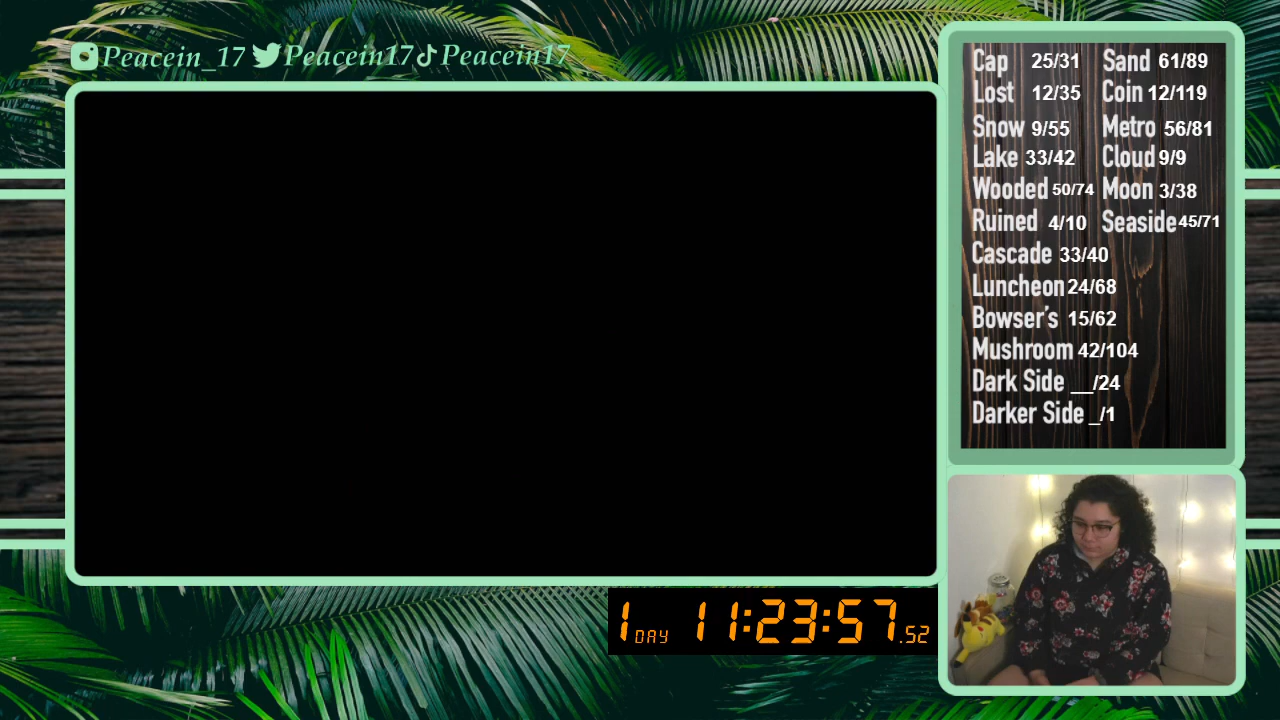 Peacein_17 Peacein17 Peacein17
Cap 25/31 Sand 61/89
Lost 12/35 Coin 12/119
Snow 9/55 Metro 56/81
Lake 33/42 Cloud 9/9
Wooded 50/74 Moon 3/38
Ruined 4/10 Seaside 45/71
Cascade 33/40
Luncheon 24/68
Bowser's 15/62
Mushroom 42/104
Dark Side __/24
Darker Side _/1
1 DAY 11:23:57.52